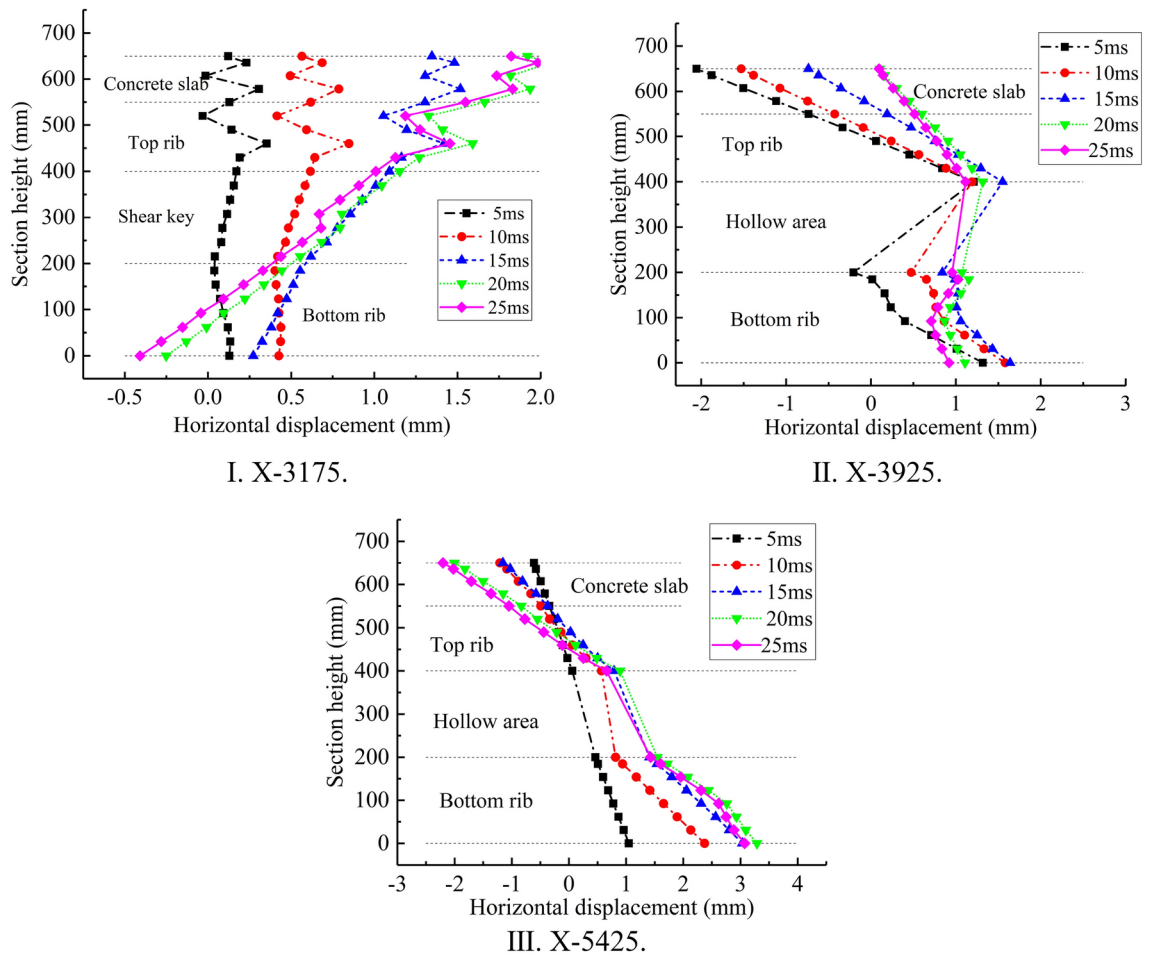 700
600
500
400
300
200
100
0
Section height (mm)
Concrete slab
Top rib
Shear key
Bottom rib
5ms
10ms
15ms
20ms
25ms
-0.5
0.0
0.5
1.0
1.5
2.0
Horizontal displacement (mm)
I. X-3175.
700
600
500
400
300
200
100
0
Section height (mm)
Concrete slab
Top rib
Hollow area
Bottom rib
5ms
10ms
15ms
20ms
25ms
-2
-1
0
1
2
3
Horizontal displacement (mm)
II. X-3925.
700
600
500
400
300
200
100
0
Section height (mm)
Concrete slab
Top rib
Hollow area
Bottom rib
5ms
10ms
15ms
20ms
25ms
-3
-2
-1
0
1
2
3
4
Horizontal displacement (mm)
III. X-5425.